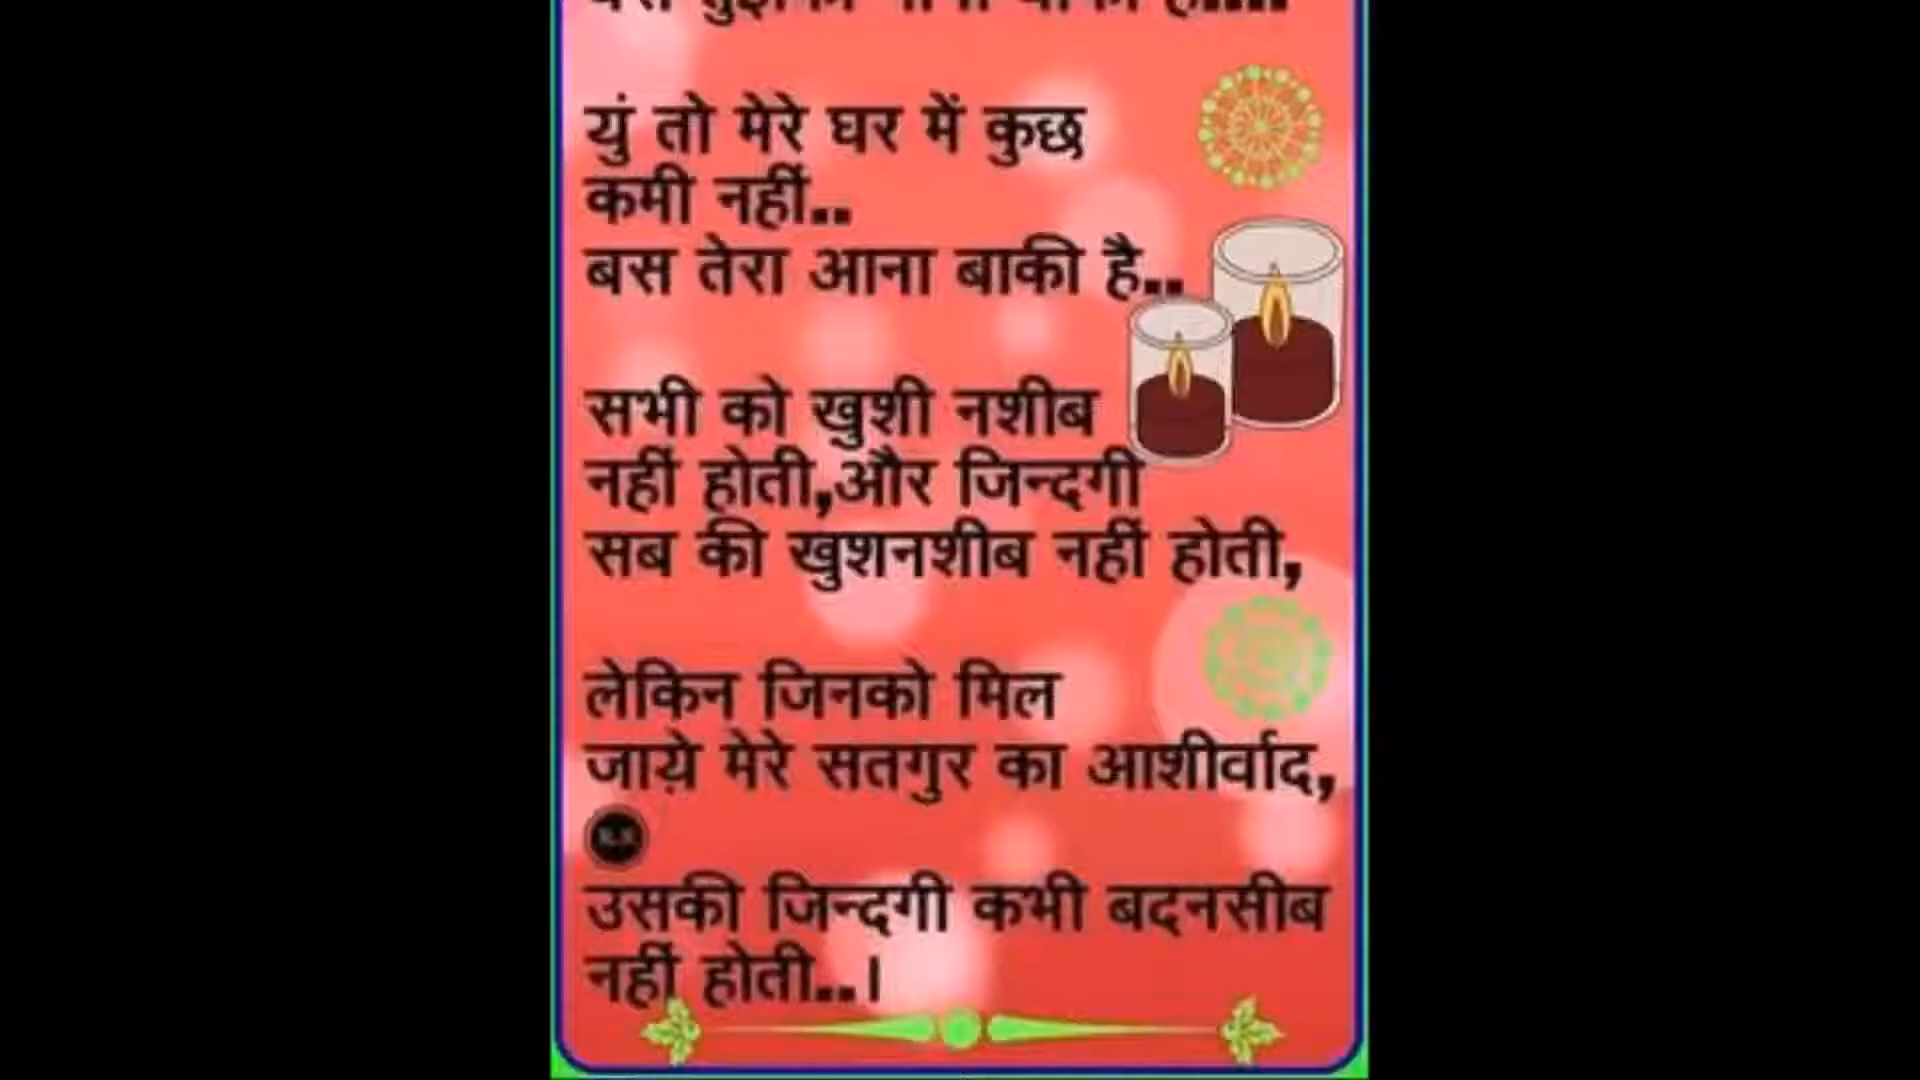 युं तो मेरे घर में कुछ
कमी नहीं..
बस तेरा आना बाकी है..
सभी को खुशी नशीब
नहीं होती,और जिन्दगी
सब की खुशनशीब नहीं होती,
लेकिन जिनको मिल
जाय़े मेरे सतगुर का आशीर्वाद,
उसकी जिन्दगी कभी बदनसीब
नहीं होती..।